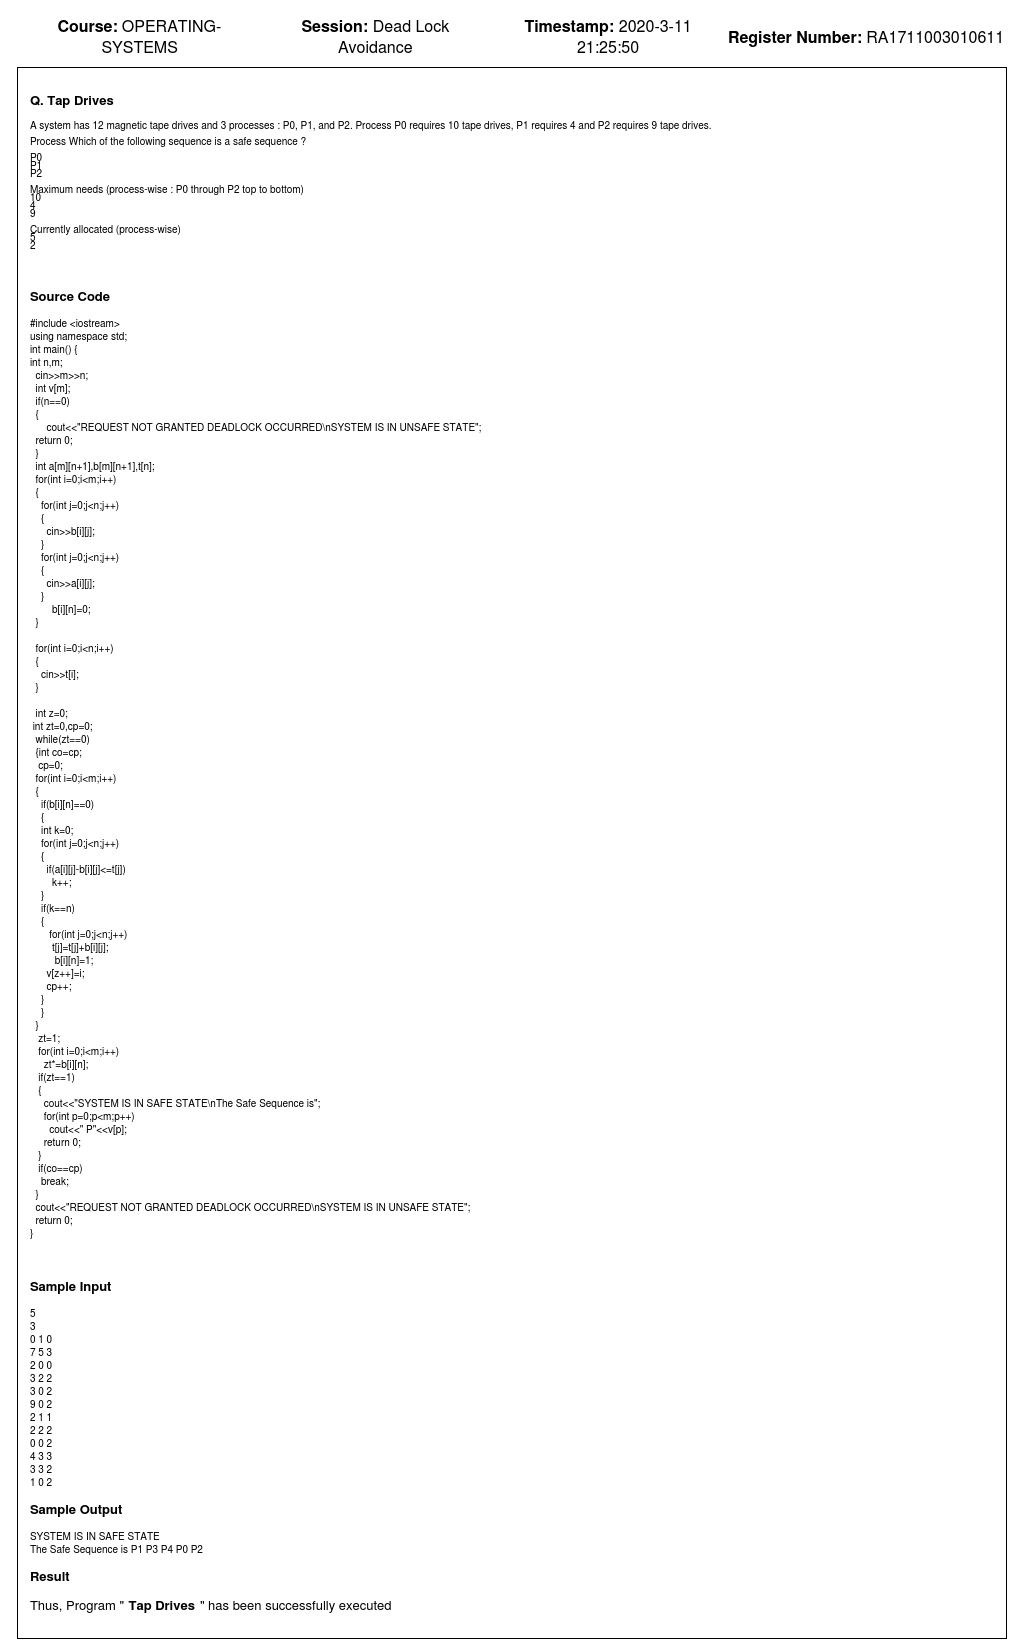 Course: OPERATING-SYSTEMS
Session: Dead Lock Avoidance
Timestamp: 2020-3-11 21:25:50
Register Number: RA1711003010611
Q. Tap Drives
A system has 12 magnetic tape drives and 3 processes : P0, P1, and P2. Process P0 requires 10 tape drives, P1 requires 4 and P2 requires 9 tape drives.
Process Which of the following sequence is a safe sequence ?
P0
P1
P2
Maximum needs (process-wise : P0 through P2 top to bottom)
10
4
9
Currently allocated (process-wise)
5
2
Source Code
#include <iostream>
using namespace std;
int main() {
int n,m;
cin>>m>>n;
int v[m];
if(n==0)
{
cout<<"REQUEST NOT GRANTED DEADLOCK OCCURRED\nSYSTEM IS IN UNSAFE STATE";
return 0;
}
int a[m][n+1],b[m][n+1],t[n];
for(int i=0;i<m;i++)
{
for(int j=0;j<n;j++)
{
cin>>b[i][j];
}
for(int j=0;j<n;j++)
{
cin>>a[i][j];
}
b[i][n]=0;
}
for(int i=0;i<n;i++)
{
cin>>t[i];
}
int z=0;
int zt=0,cp=0;
while(zt==0)
{int co=cp;
cp=0;
for(int i=0;i<m;i++)
{
if(b[i][n]==0)
{
int k=0;
for(int j=0;j<n;j++)
{
if(a[i][j]-b[i][j]<=t[j])
k++;
}
if(k==n)
{
for(int j=0;j<n;j++)
t[j]=t[j]+b[i][j];
b[i][n]=1;
v[z++]=i;
cp++;
}
}
}
zt=1;
for(int i=0;i<m;i++)
zt*=b[i][n];
if(zt==1)
{
cout<<"SYSTEM IS IN SAFE STATE\nThe Safe Sequence is";
for(int p=0;p<m;p++)
cout<<" P"<<v[p];
return 0;
}
if(co==cp)
break;
}
cout<<"REQUEST NOT GRANTED DEADLOCK OCCURRED\nSYSTEM IS IN UNSAFE STATE";
return 0;
}
Sample Input
5
3
0 1 0
7 5 3
2 0 0
3 2 2
3 0 2
9 0 2
2 1 1
2 2 2
0 0 2
4 3 3
3 3 2
1 0 2
Sample Output
SYSTEM IS IN SAFE STATE
The Safe Sequence is P1 P3 P4 P0 P2
Result
Thus, Program " Tap Drives " has been successfully executed